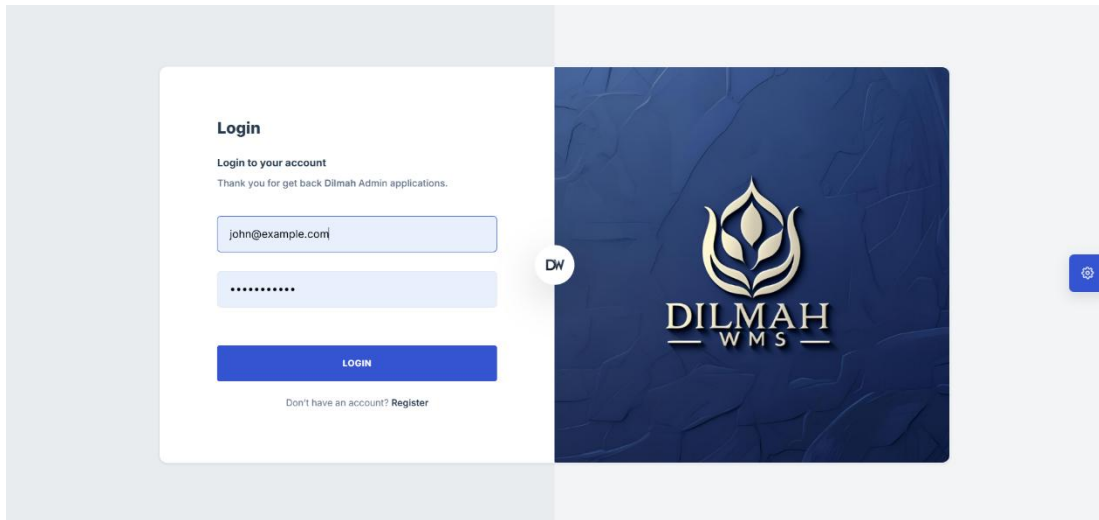 Login
Login to your account
Thank you for get back Dilmah Admin applications.
john@example.com
•••••••••••
LOGIN
Don't have an account? Register
DW
DILMAH
WMS